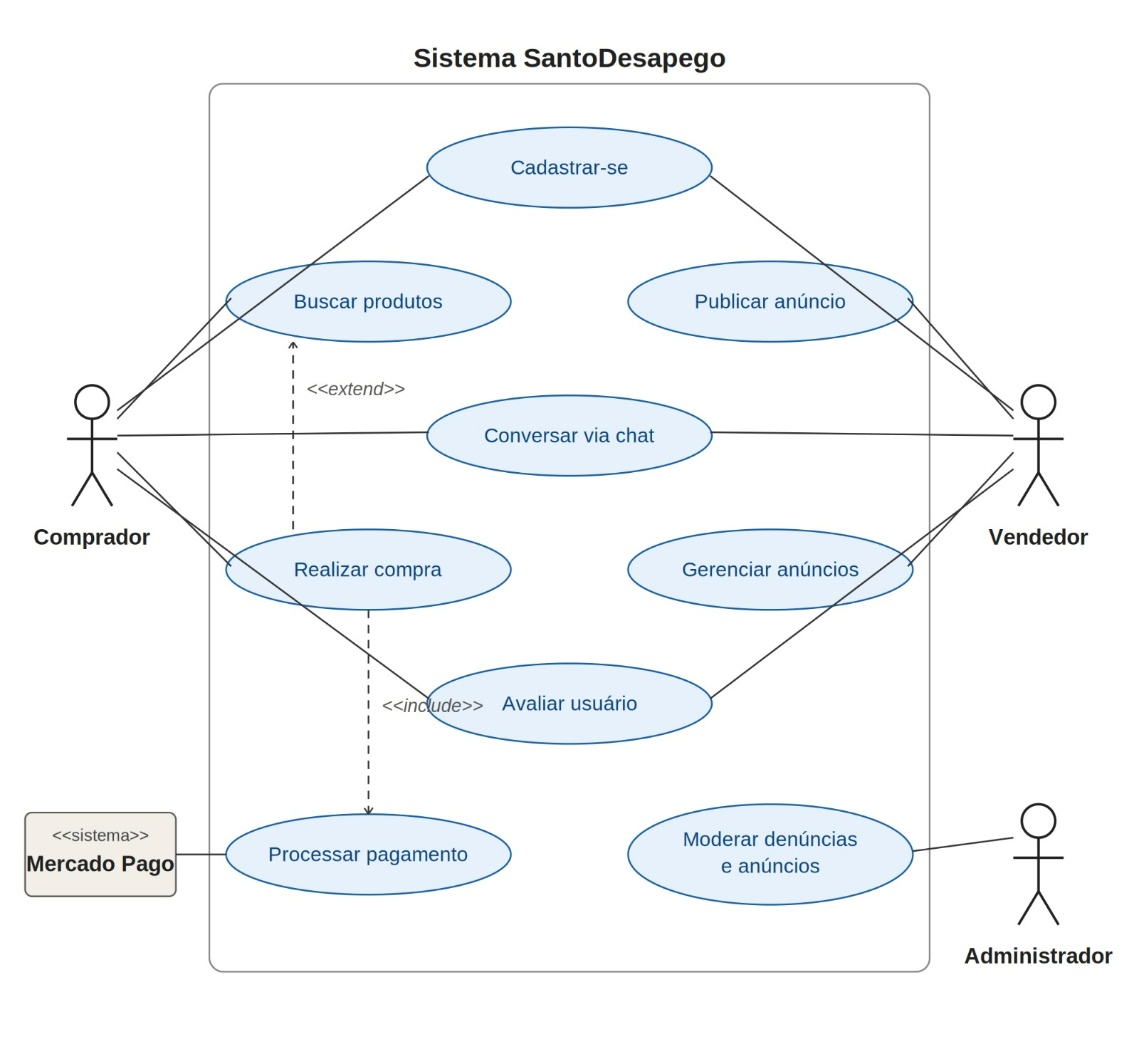 Sistema SantoDesapego
Cadastrar-se
Buscar produtos
Publicar anúncio
<<extend>>
Conversar via chat
Comprador
Vendedor
Realizar compra
Gerenciar anúncios
<<include>>
Avaliar usuário
<<sistema>>
Mercado Pago
Processar pagamento
Moderar denúncias
e anúncios
Administrador